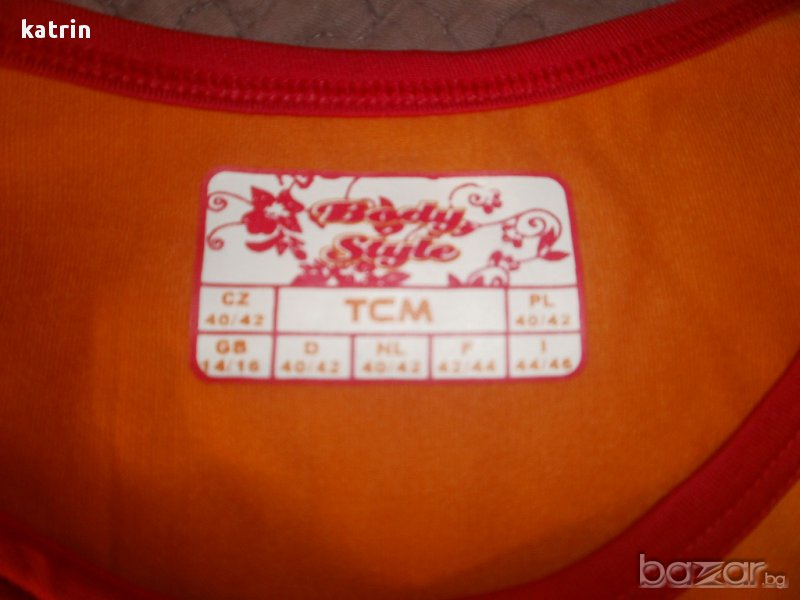 katrin
Body
Style
CZ TCM PL
40/42 40/42
GB D NL F I
14/16 40/42 40/42 42/44 44/46
bazar.bg